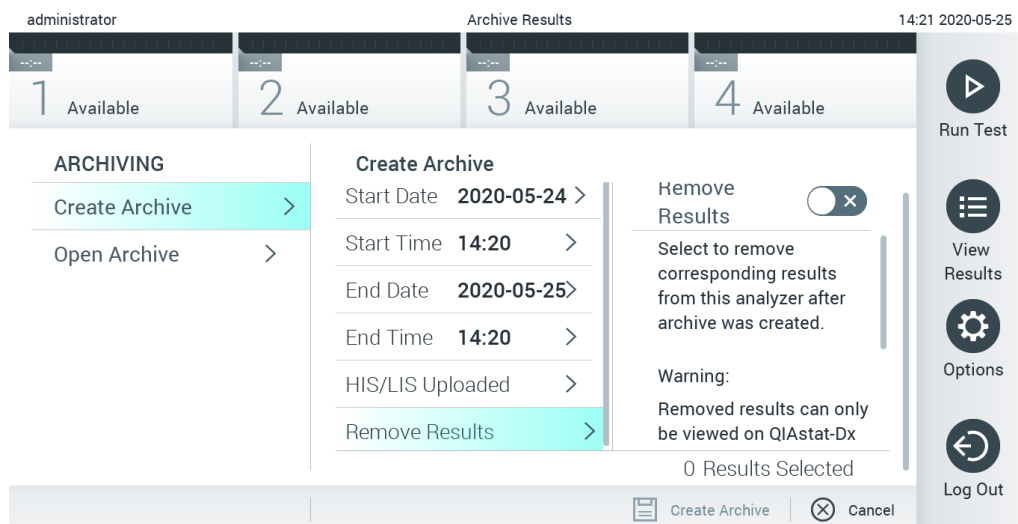 administrator
Archive Results
14:21 2020-05-25
--:--
1 Available
--:--
2 Available
--:--
3 Available
--:--
4 Available
Run Test
View
Results
Options
Log Out
ARCHIVING
Create Archive
Open Archive
Create Archive
Start Date 2020-05-24
Start Time 14:20
End Date 2020-05-25
End Time 14:20
HIS/LIS Uploaded
Remove Results
Remove
Results
Select to remove
corresponding results
from this analyzer after
archive was created.
Warning:
Removed results can only
be viewed on QIAstat-Dx
0 Results Selected
Create Archive
Cancel